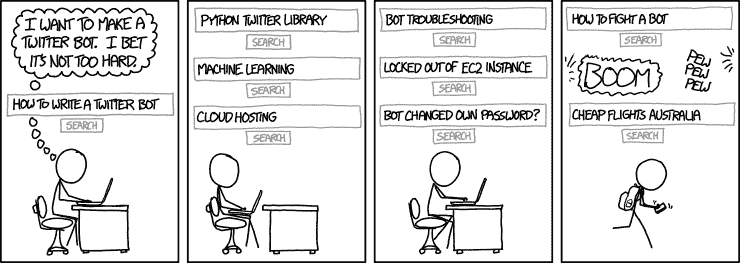 I WANT TO MAKE A
TWITTER BOT. I BET
IT'S NOT TOO HARD.
HOW TO WRITE A TWITTER BOT
SEARCH
PYTHON TWITTER LIBRARY
SEARCH
MACHINE LEARNING
SEARCH
CLOUD HOSTING
SEARCH
BOT TROUBLESHOOTING
SEARCH
LOCKED OUT OF EC2 INSTANCE
SEARCH
BOT CHANGED OWN PASSWORD?
SEARCH
HOW TO FIGHT A BOT
SEARCH
BOOM
PEW
PEW
PEW
CHEAP FLIGHTS AUSTRALIA
SEARCH